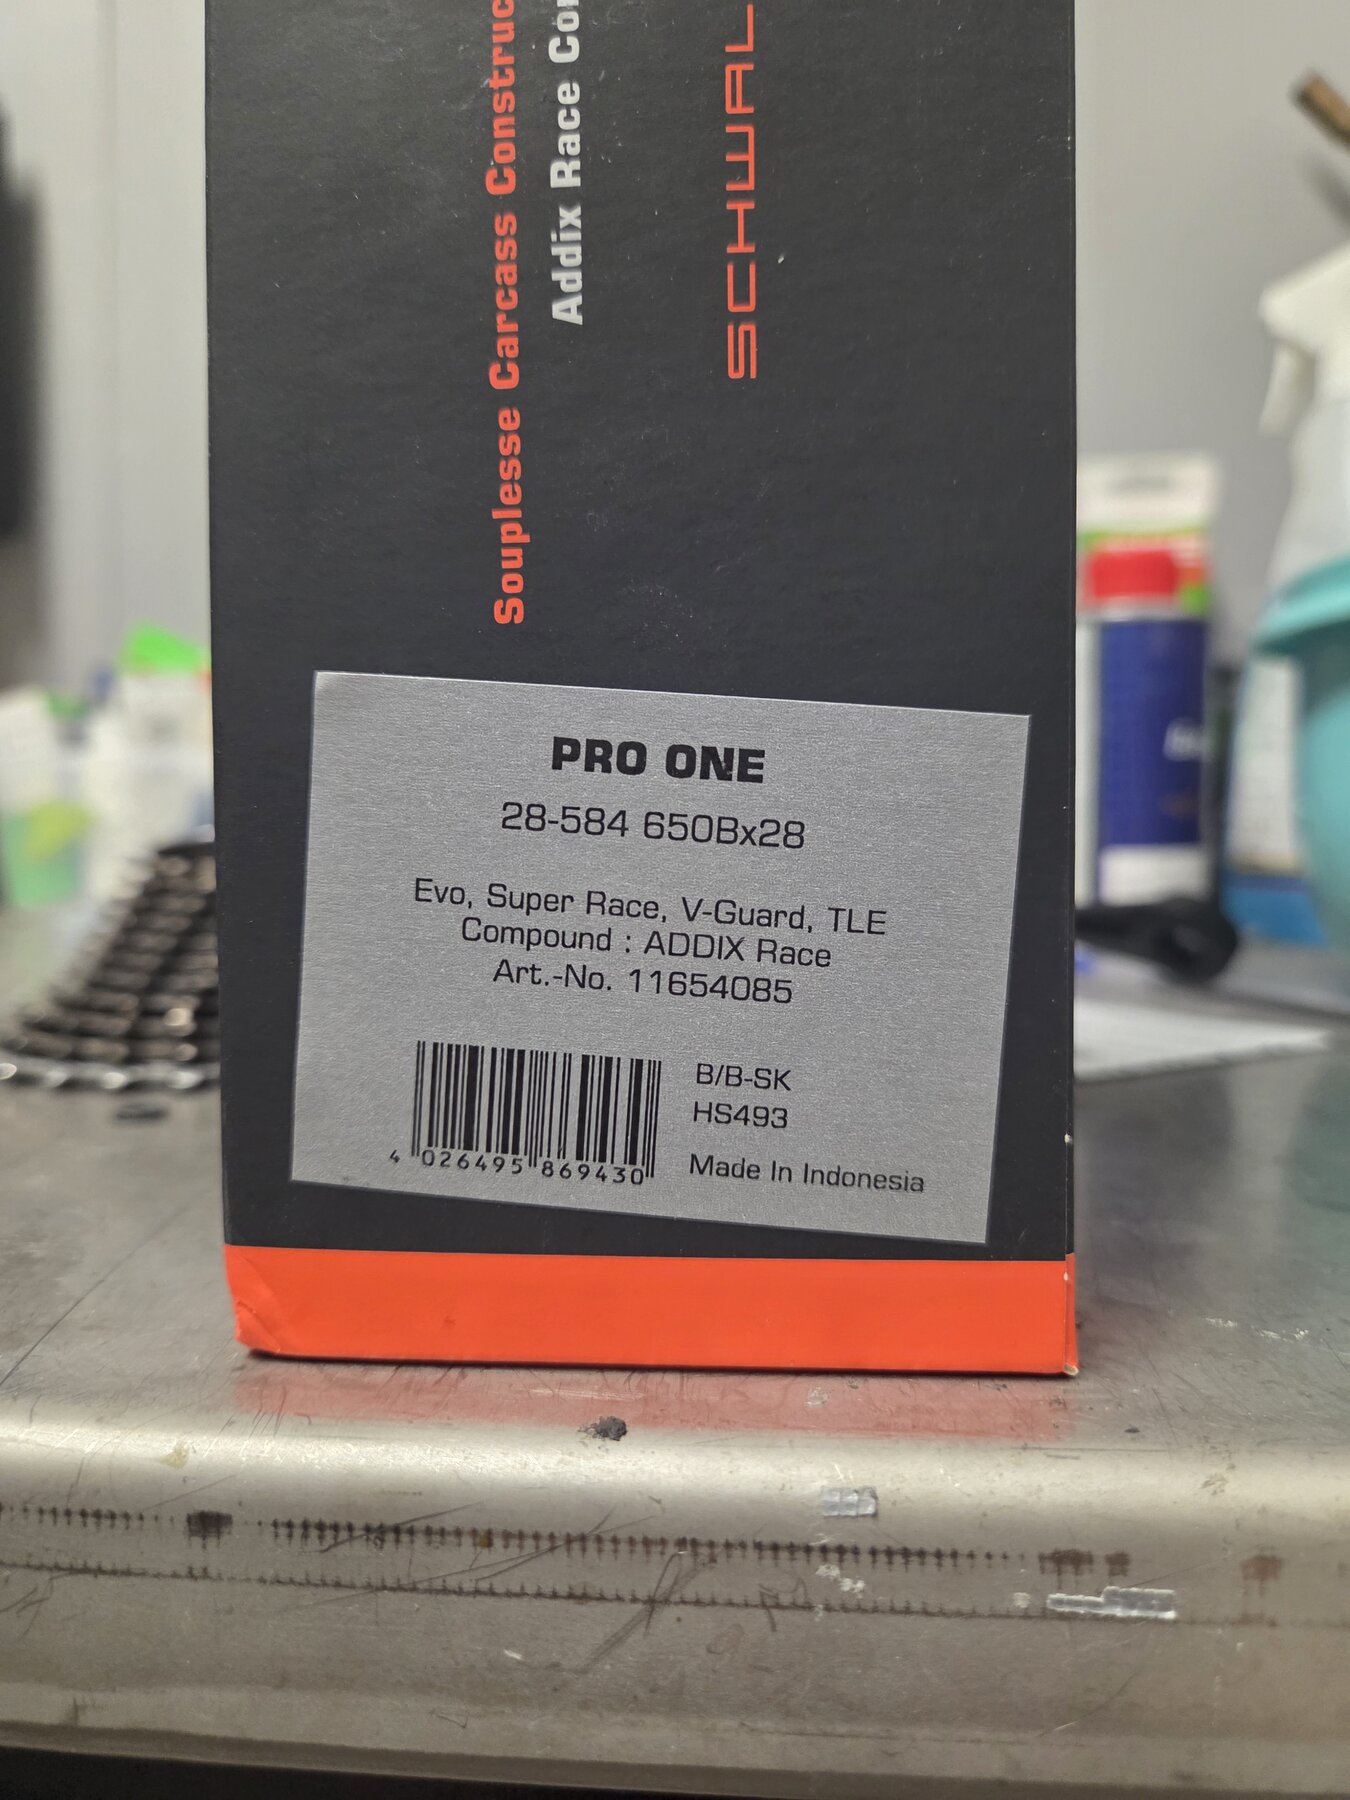 Souplesse Carcass Construc
Addix Race Co
SCHWAL
PRO ONE
28-584 650Bx28
Evo, Super Race, V-Guard, TLE
Compound : ADDIX Race
Art.-No. 11654085
B/B-SK
HS493
4 026495 869430
Made In Indonesia